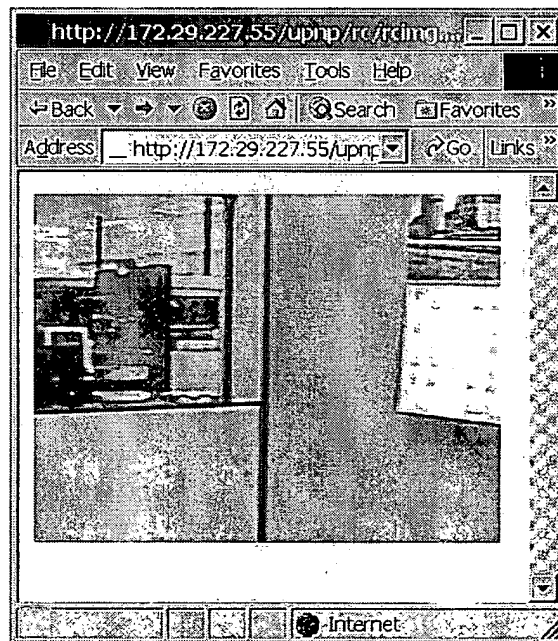 http://172.29.227.55/upnp/rc/rcimg....
File Edit View Favorites Tools Help
Back Search Favorites »
Address http://172.29.227.55/upnp Go Links »
Internet